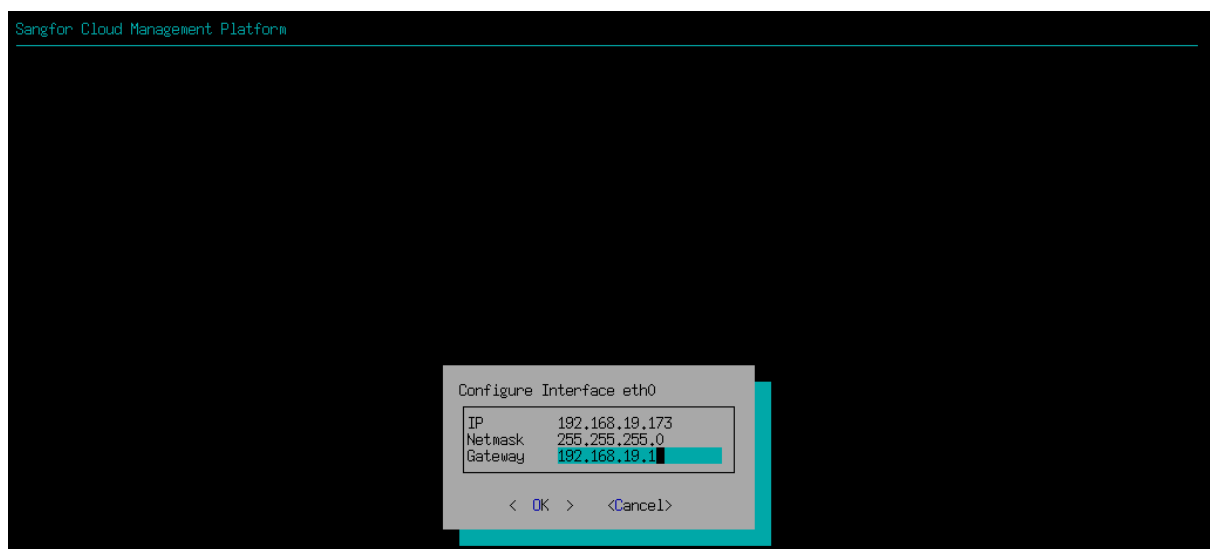 Sangfor Cloud Management Platform
Configure Interface eth0
IP 192.168.19.173
Netmask 255.255.255.0
Gateway 192.168.19.1
< OK > <Cancel>